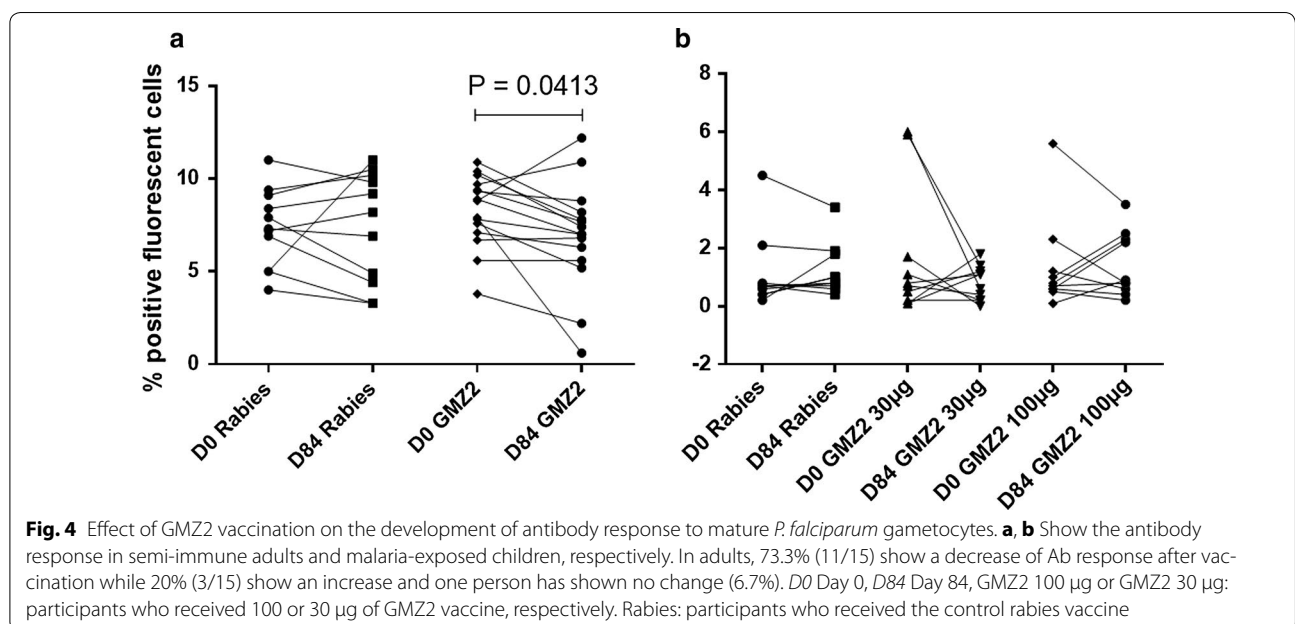 a
b
% positive fluorescent cells
15
10
5
0
P = 0.0413
D0 Rabies
D84 Rabies
D0 GMZ2
D84 GMZ2
8
6
4
2
0
-2
D0 Rabies
D84 Rabies
D0 GMZ2 30µg
D84 GMZ2 30µg
D0 GMZ2 100µg
D84 GMZ2 100µg
Fig. 4 Effect of GMZ2 vaccination on the development of antibody response to mature P. falciparum gametocytes. a, b Show the antibody
response in semi-immune adults and malaria-exposed children, respectively. In adults, 73.3% (11/15) show a decrease of Ab response after vac-
cination while 20% (3/15) show an increase and one person has shown no change (6.7%). D0 Day 0, D84 Day 84, GMZ2 100 µg or GMZ2 30 µg:
participants who received 100 or 30 µg of GMZ2 vaccine, respectively. Rabies: participants who received the control rabies vaccine